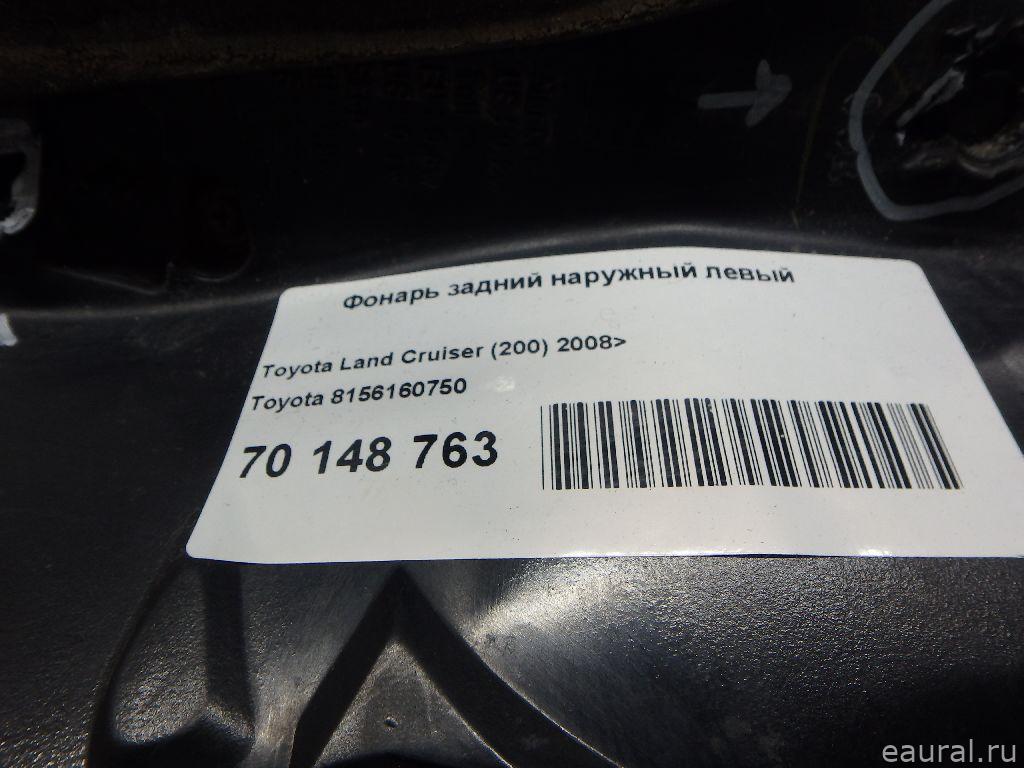 Фонарь задний наружный левый
Toyota Land Cruiser (200) 2008>
Toyota 8156160750
70 148 763
eaural.ru